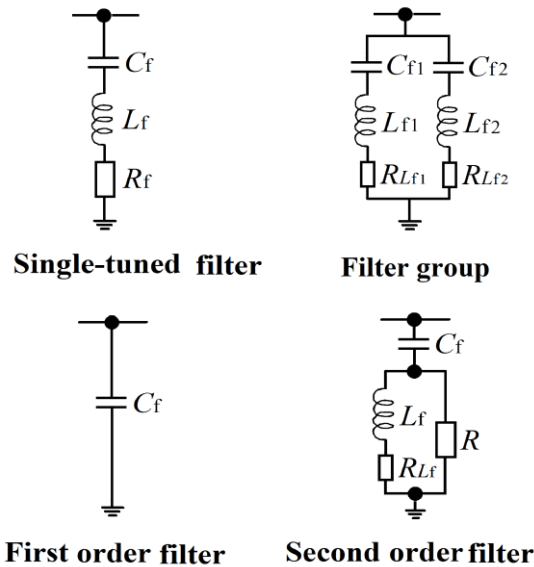 Cf
Lf
Rf
Single-tuned filter
Cf1
Cf2
Lf1
Lf2
RLf1
RLf2
Filter group
Cf
First order filter
Cf
Lf
R
RLf
Second order filter